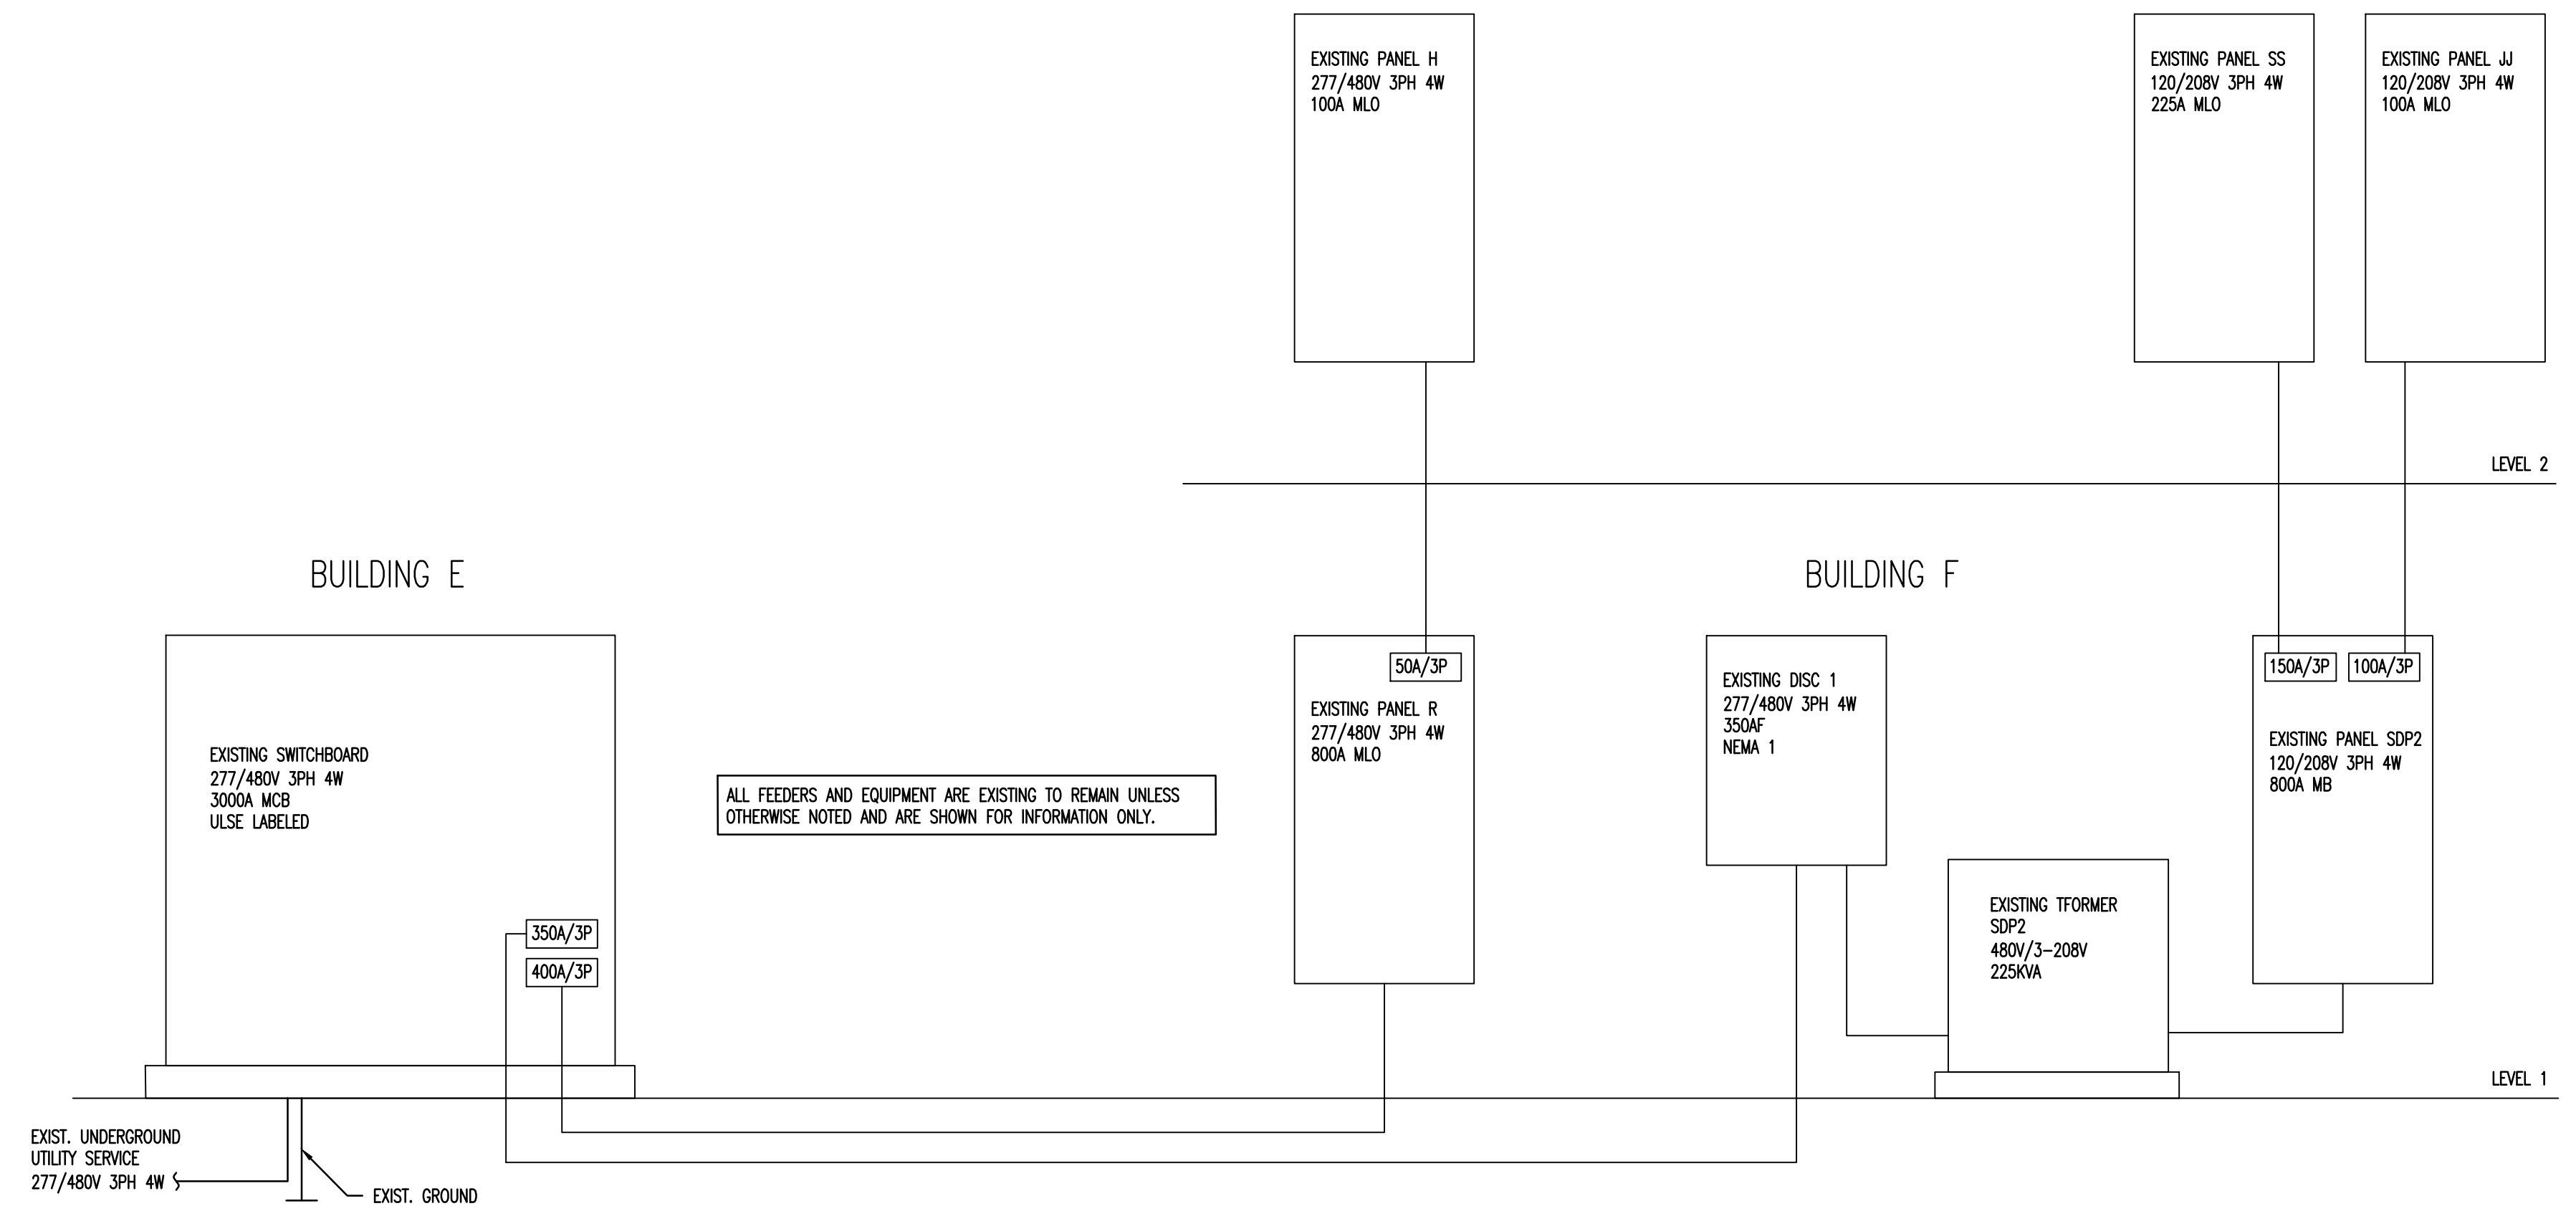 EXISTING PANEL H
277/480V 3PH 4W
100A MLO
EXISTING PANEL SS
120/208V 3PH 4W
225A MLO
EXISTING PANEL JJ
120/208V 3PH 4W
100A MLO
LEVEL 2
BUILDING E
BUILDING F
EXISTING SWITCHBOARD
277/480V 3PH 4W
3000A MCB
ULSE LABELED
350A/3P
400A/3P
ALL FEEDERS AND EQUIPMENT ARE EXISTING TO REMAIN UNLESS
OTHERWISE NOTED AND ARE SHOWN FOR INFORMATION ONLY.
50A/3P
EXISTING PANEL R
277/480V 3PH 4W
800A MLO
EXISTING DISC 1
277/480V 3PH 4W
350AF
NEMA 1
EXISTING TFORMER
SDP2
480V/3-208V
225KVA
150A/3P
100A/3P
EXISTING PANEL SDP2
120/208V 3PH 4W
800A MB
LEVEL 1
EXIST. UNDERGROUND
UTILITY SERVICE
277/480V 3PH 4W
EXIST. GROUND